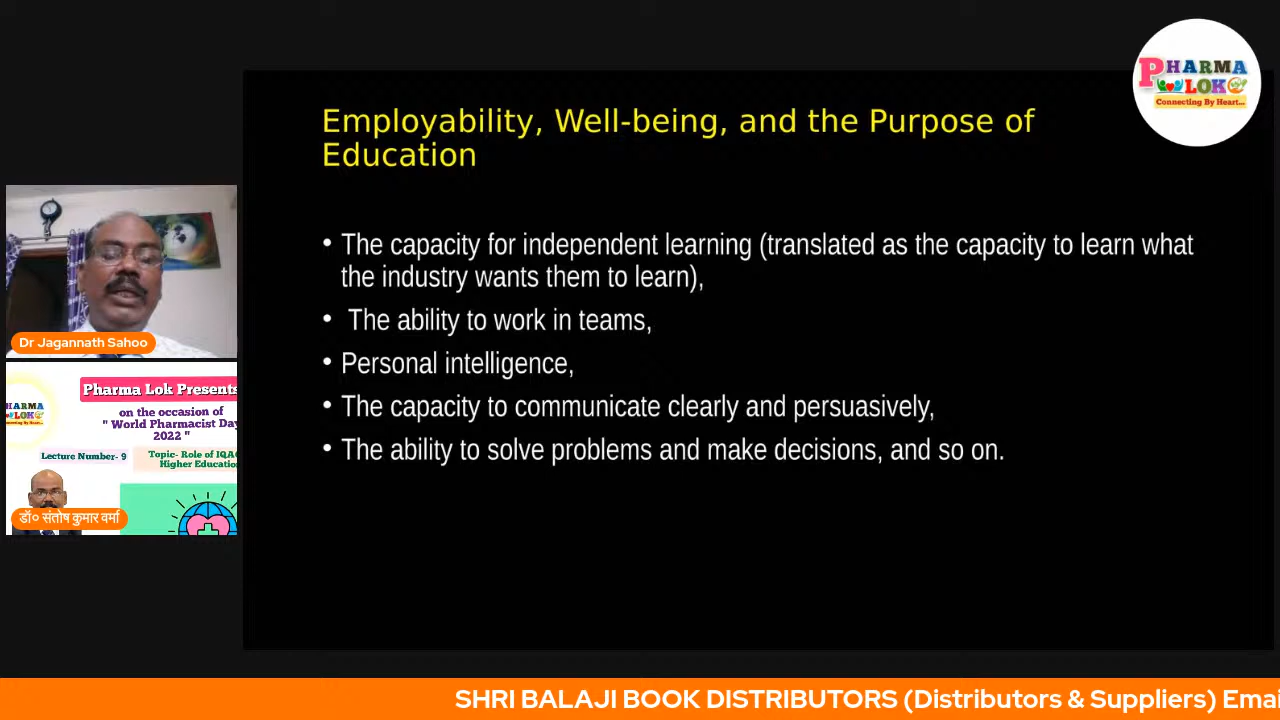 PHARMA
LOK
Connecting By Heart...
Employability, Well-being, and the Purpose of
Education
• The capacity for independent learning (translated as the capacity to learn what
the industry wants them to learn),
• The ability to work in teams,
• Personal intelligence,
• The capacity to communicate clearly and persuasively,
• The ability to solve problems and make decisions, and so on.
Dr Jagannath Sahoo
Pharma Lok Presents
on the occasion of
" World Pharmacist Day
2022 "
Lecture Number- 9
Topic- Role of IQAC
Higher Education
HARMA
LOK
डॉ० संतोष कुमार वर्मा
SHRI BALAJI BOOK DISTRIBUTORS (Distributors & Suppliers) Emai